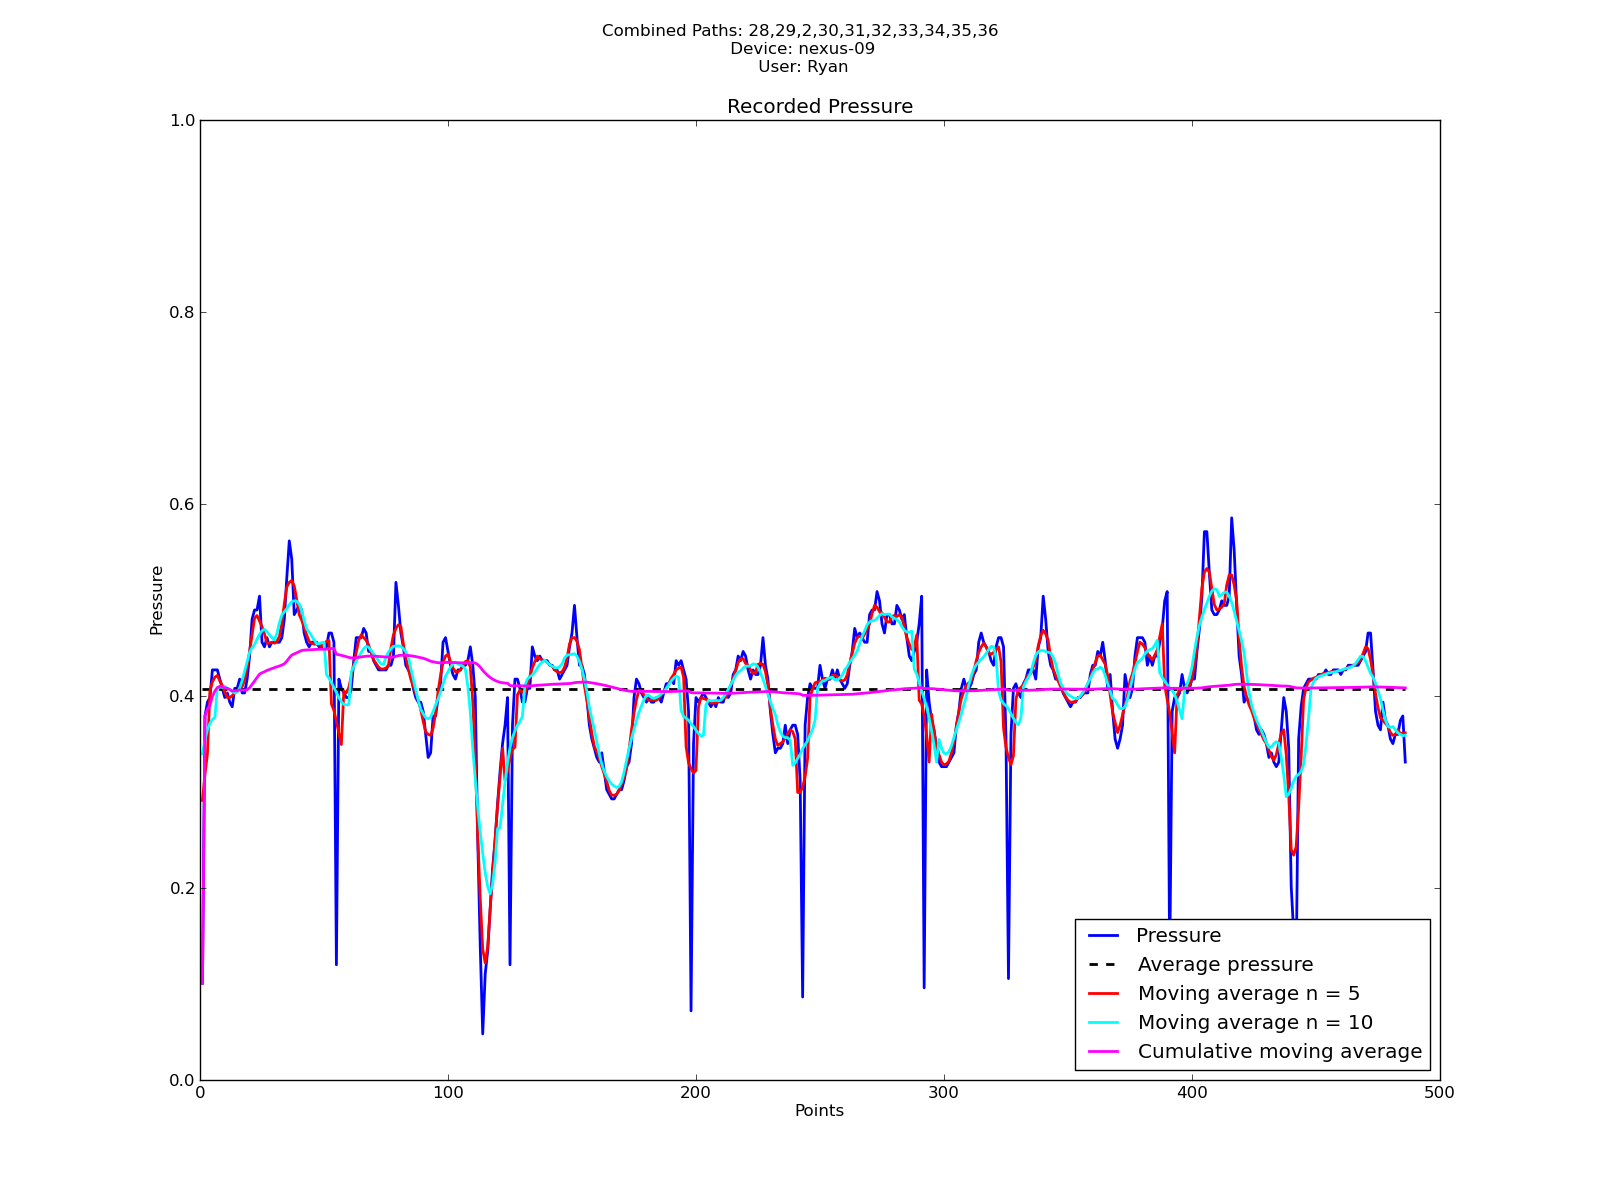 Combined Paths: 28,29,2,30,31,32,33,34,35,36
Device: nexus-09
User: Ryan
Recorded Pressure
1.0
0.8
0.6
0.4
0.2
0.0
Pressure
0
100
200
300
400
500
Points
Pressure
Average pressure
Moving average n = 5
Moving average n = 10
Cumulative moving average